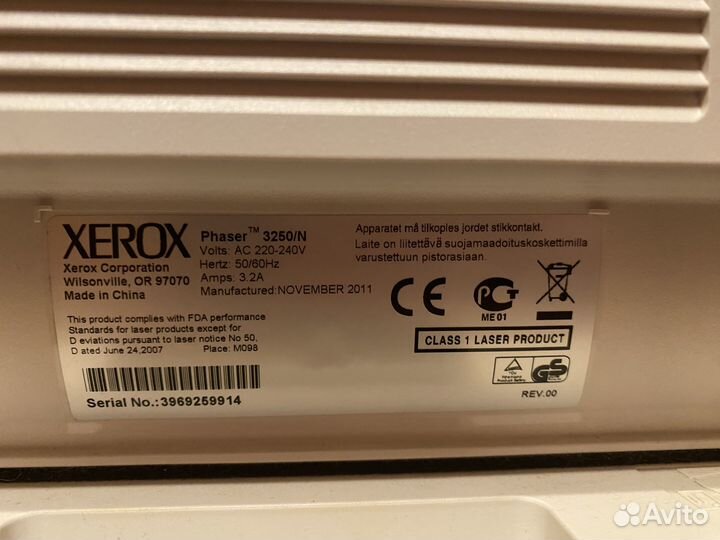 XEROX
Xerox Corporation
Wilsonville, OR 97070
Made in China
Phaser™ 3250/N
Volts: AC 220-240V
Hertz: 50/60Hz
Amps: 3.2A
Manufactured:NOVEMBER 2011
Apparatet må tilkoples jordet stikkontakt.
Laite on liitettävä suojamaadoituskoskettimilla
varustettuun pistorasiaan.
This product complies with FDA performance
Standards for laser products except for
D eviations pursuant to laser notice No 50,
D ated June 24,2007 Place: M098
Serial No.:3969259914
CE
РСТ
ME 01
CLASS 1 LASER PRODUCT
GS
REV.00
Avito